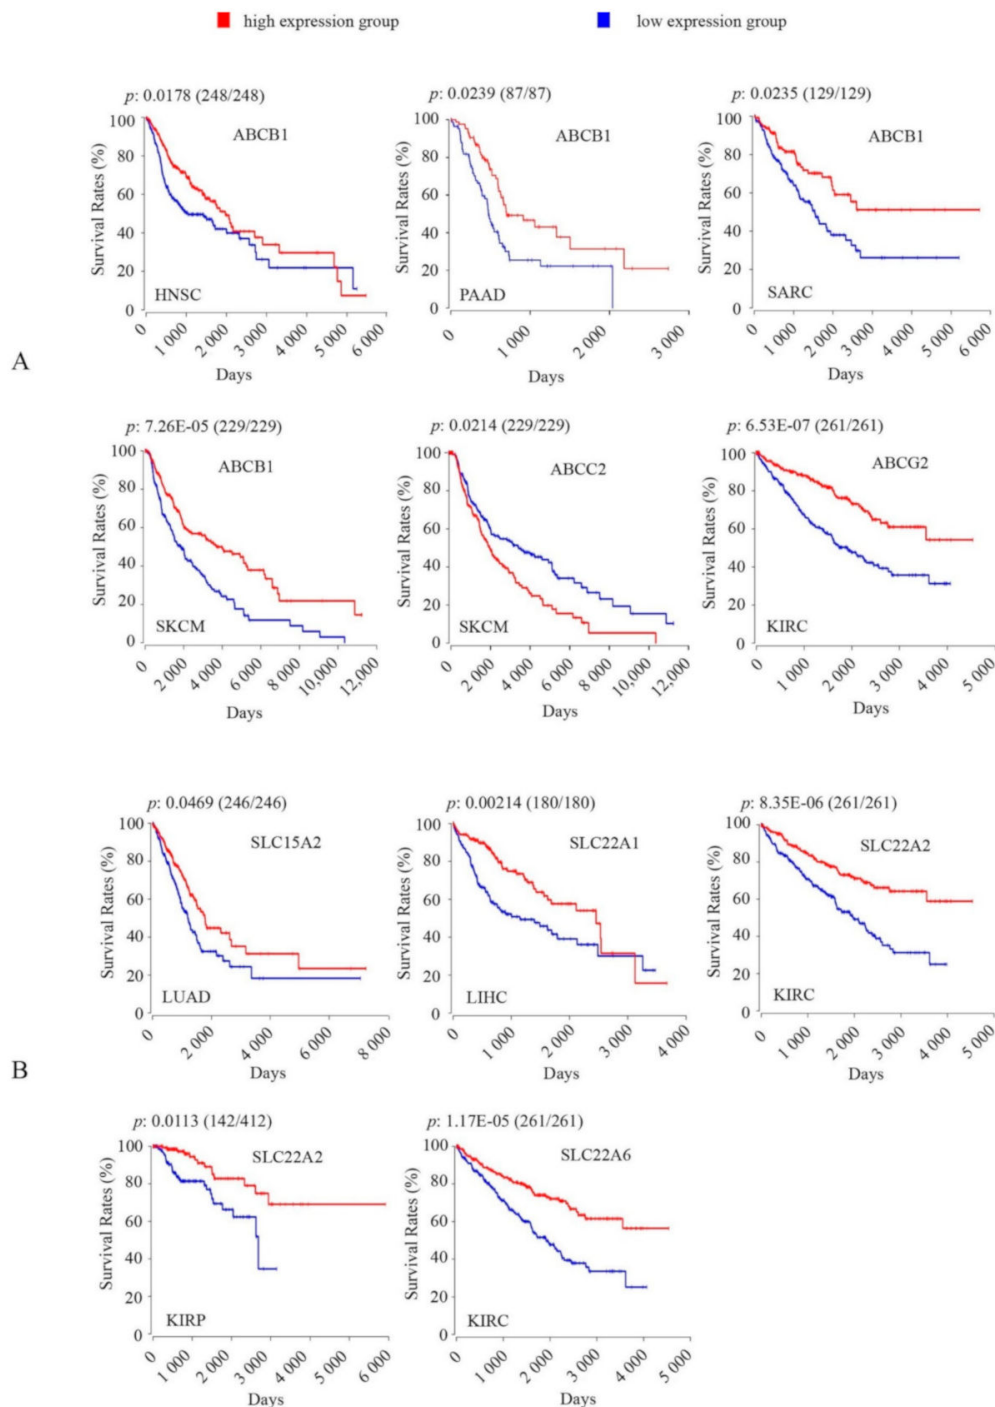 high expression group low expression group
p: 0.0178 (248/248) p: 0.0239 (87/87) p: 0.0235 (129/129)
ABCB1 ABCB1 ABCB1
Survival Rates (%) Survival Rates (%) Survival Rates (%)
100 80 60 40 20 0 100 80 60 40 20 0 100 80 60 40 20 0
HNSC PAAD SARC
0 1 000 2 000 3 000 4 000 5 000 6 000 0 1 000 2 000 3 000 0 1 000 2 000 3 000 4 000 5 000 6 000
Days Days Days
A
p: 7.26E-05 (229/229) p: 0.0214 (229/229) p: 6.53E-07 (261/261)
ABCB1 ABCC2 ABCG2
Survival Rates (%) Survival Rates (%) Survival Rates (%)
100 80 60 40 20 0 100 80 60 40 20 0 100 80 60 40 20 0
SKCM SKCM KIRC
0 2 000 4 000 6 000 8 000 10,000 12,000 0 2 000 4 000 6 000 8 000 10,000 12,000 0 1 000 2 000 3 000 4 000 5 000
Days Days Days
p: 0.0469 (246/246) p: 0.00214 (180/180) p: 8.35E-06 (261/261)
SLC15A2 SLC22A1 SLC22A2
Survival Rates (%) Survival Rates (%) Survival Rates (%)
100 80 60 40 20 0 100 80 60 40 20 0 100 80 60 40 20 0
LUAD LIHC KIRC
0 2 000 4 000 6 000 8 000 0 1 000 2 000 3 000 4 000 0 1 000 2 000 3 000 4 000 5 000
Days Days Days
B
p: 0.0113 (142/412) p: 1.17E-05 (261/261)
SLC22A2 SLC22A6
Survival Rates (%) Survival Rates (%)
100 80 60 40 20 0 100 80 60 40 20 0
KIRP KIRC
0 1 000 2 000 3 000 4 000 5 000 6 000 0 1 000 2 000 3 000 4 000 5 000
Days Days